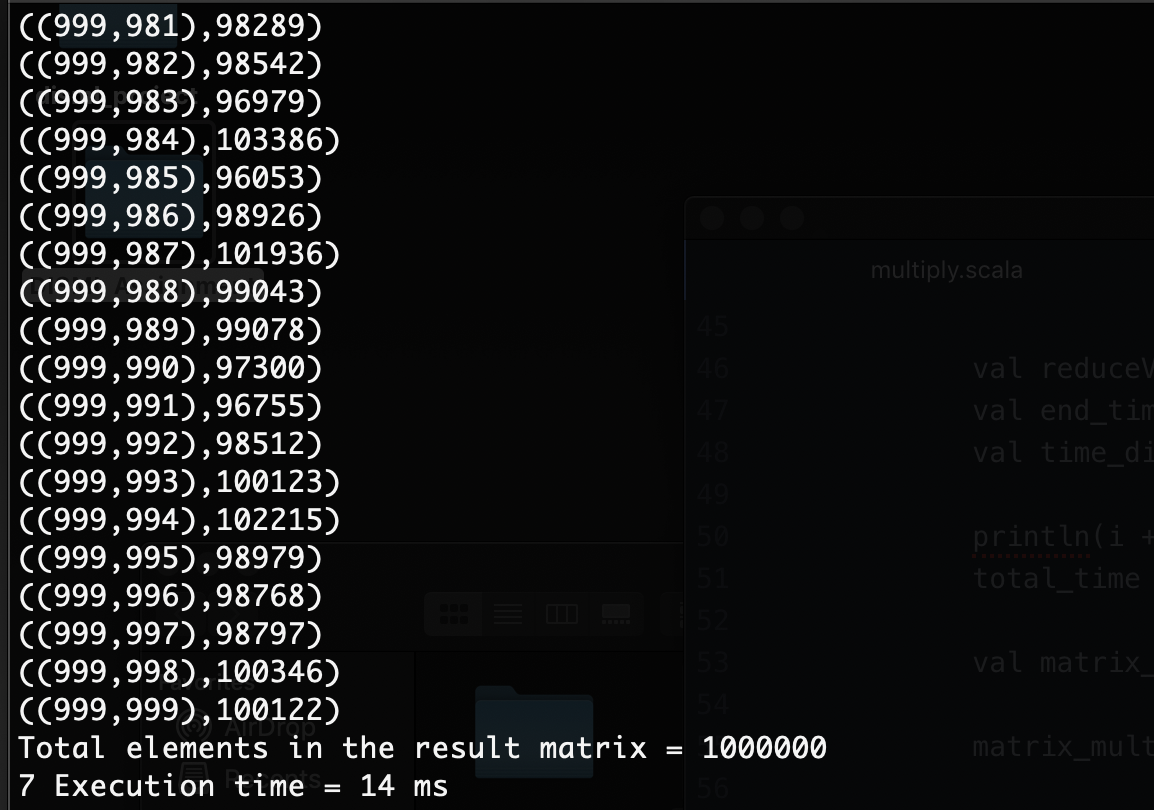 ((999,981),98289)
((999,982),98542)
((999,983),96979)
((999,984),103386)
((999,985),96053)
((999,986),98926)
((999,987),101936)
((999,988),99043)
((999,989),99078)
((999,990),97300)
((999,991),96755)
((999,992),98512)
((999,993),100123)
((999,994),102215)
((999,995),98979)
((999,996),98768)
((999,997),98797)
((999,998),100346)
((999,999),100122)
Total elements in the result matrix = 1000000
7 Execution time = 14 ms
multiply.scala
45
46 val reduceV
47 val end_tim
48 val time_di
49
50 println(i +
51 total_time
52
53 val matrix_
54
matrix_mult
56
Favorites
AirDrop
Recents